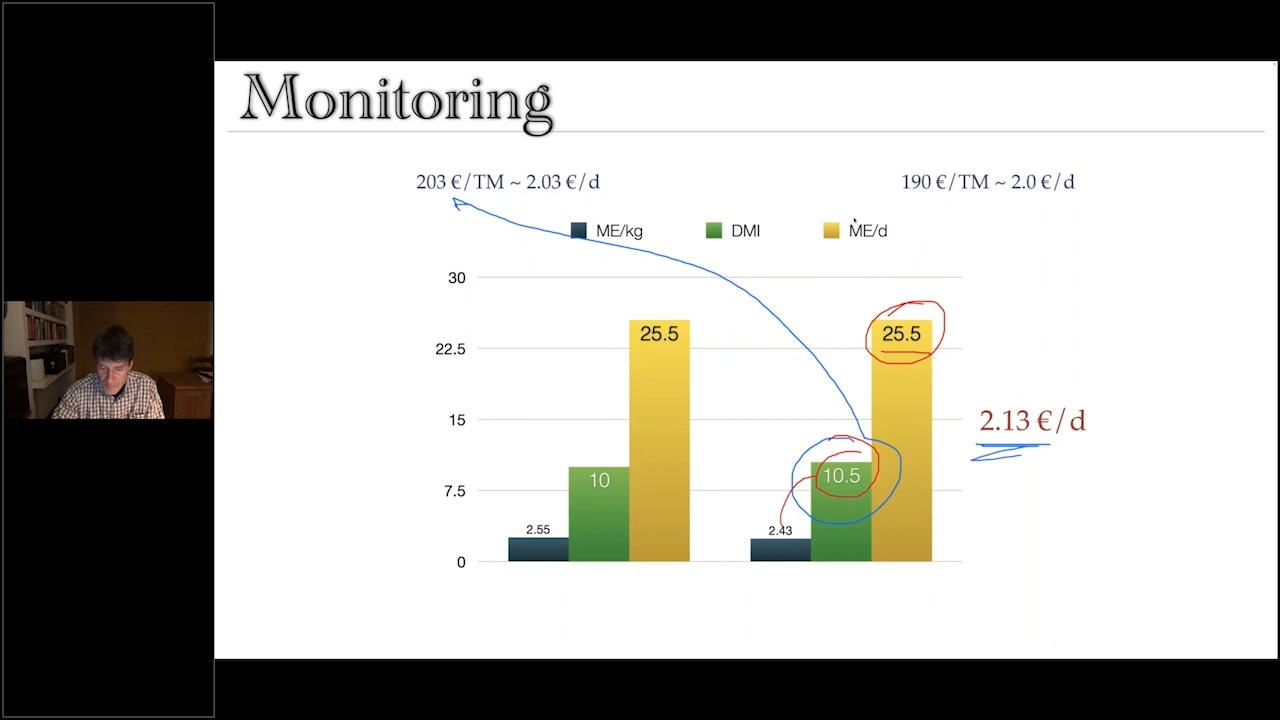 Monitoring
203 €/TM ~ 2.03 €/d
190 €/TM ~ 2.0 €/d
ME/kg DMI ME/d
30
22.5
15
7.5
0
2.55
10
25.5
2.43
10.5
25.5
2.13 €/d